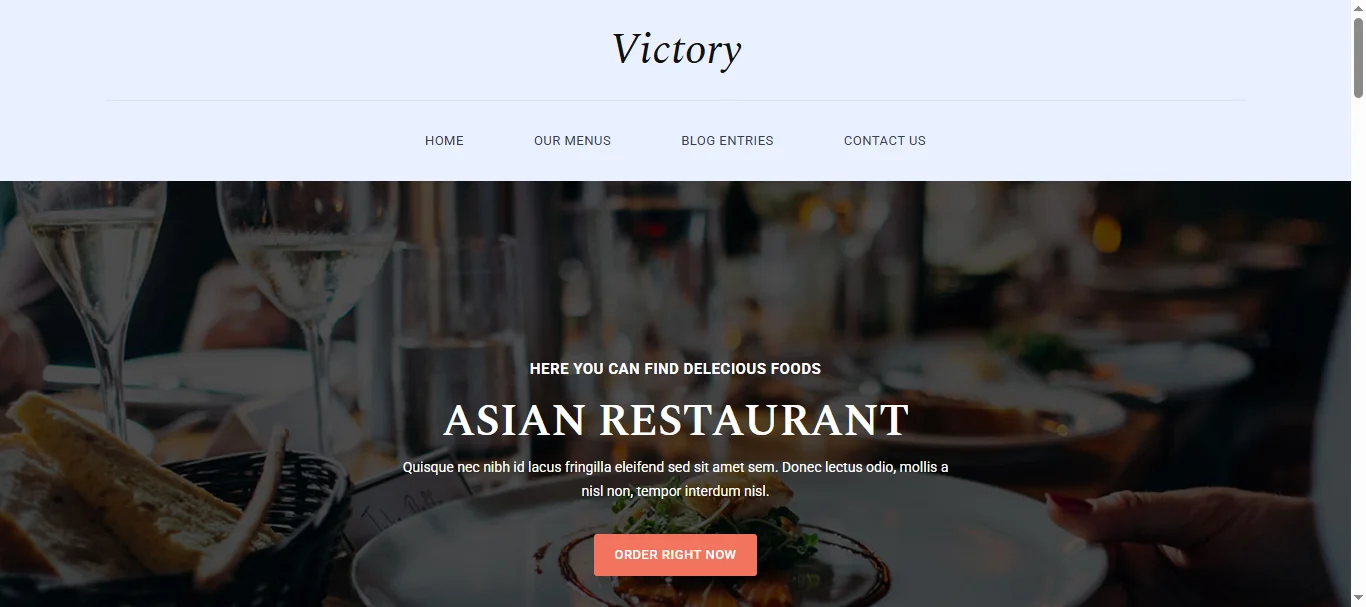 Victory
HOME OUR MENUS BLOG ENTRIES CONTACT US
HERE YOU CAN FIND DELECIOUS FOODS
ASIAN RESTAURANT
Quisque nec nibh id lacus fringilla eleifend sed sit amet sem. Donec lectus odio, mollis a
nisl non, tempor interdum nisl.
ORDER RIGHT NOW